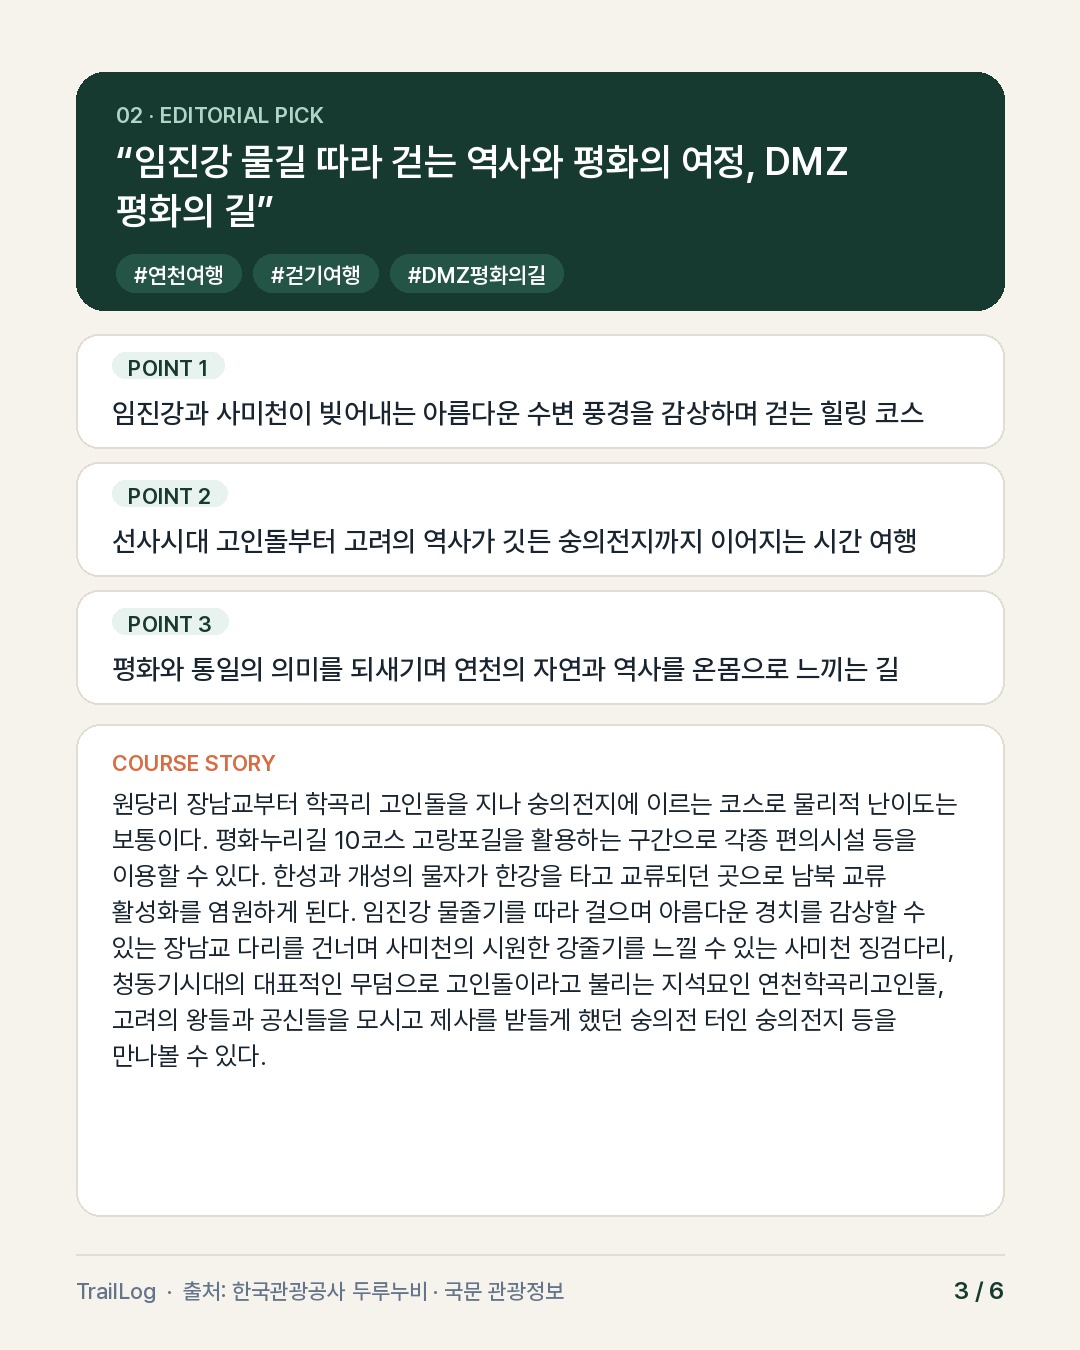 02 · EDITORIAL PICK
“임진강 물길 따라 걷는 역사와 평화의 여정, DMZ
평화의 길”
#연천여행 #걷기여행 #DMZ평화의길
POINT 1
임진강과 사미천이 빚어내는 아름다운 수변 풍경을 감상하며 걷는 힐링 코스
POINT 2
선사시대 고인돌부터 고려의 역사가 깃든 숭의전지까지 이어지는 시간 여행
POINT 3
평화와 통일의 의미를 되새기며 연천의 자연과 역사를 온몸으로 느끼는 길
COURSE STORY
원당리 장남교부터 학곡리 고인돌을 지나 숭의전지에 이르는 코스로 물리적 난이도는
보통이다. 평화누리길 10코스 고랑포길을 활용하는 구간으로 각종 편의시설 등을
이용할 수 있다. 한성과 개성의 물자가 한강을 타고 교류되던 곳으로 남북 교류
활성화를 염원하게 된다. 임진강 물줄기를 따라 걸으며 아름다운 경치를 감상할 수
있는 장남교 다리를 건너며 사미천의 시원한 강줄기를 느낄 수 있는 사미천 징검다리,
청동기시대의 대표적인 무덤으로 고인돌이라고 불리는 지석묘인 연천학곡리고인돌,
고려의 왕들과 공신들을 모시고 제사를 받들게 했던 숭의전 터인 숭의전지 등을
만나볼 수 있다.
TrailLog · 출처: 한국관광공사 두루누비 · 국문 관광정보
3 / 6